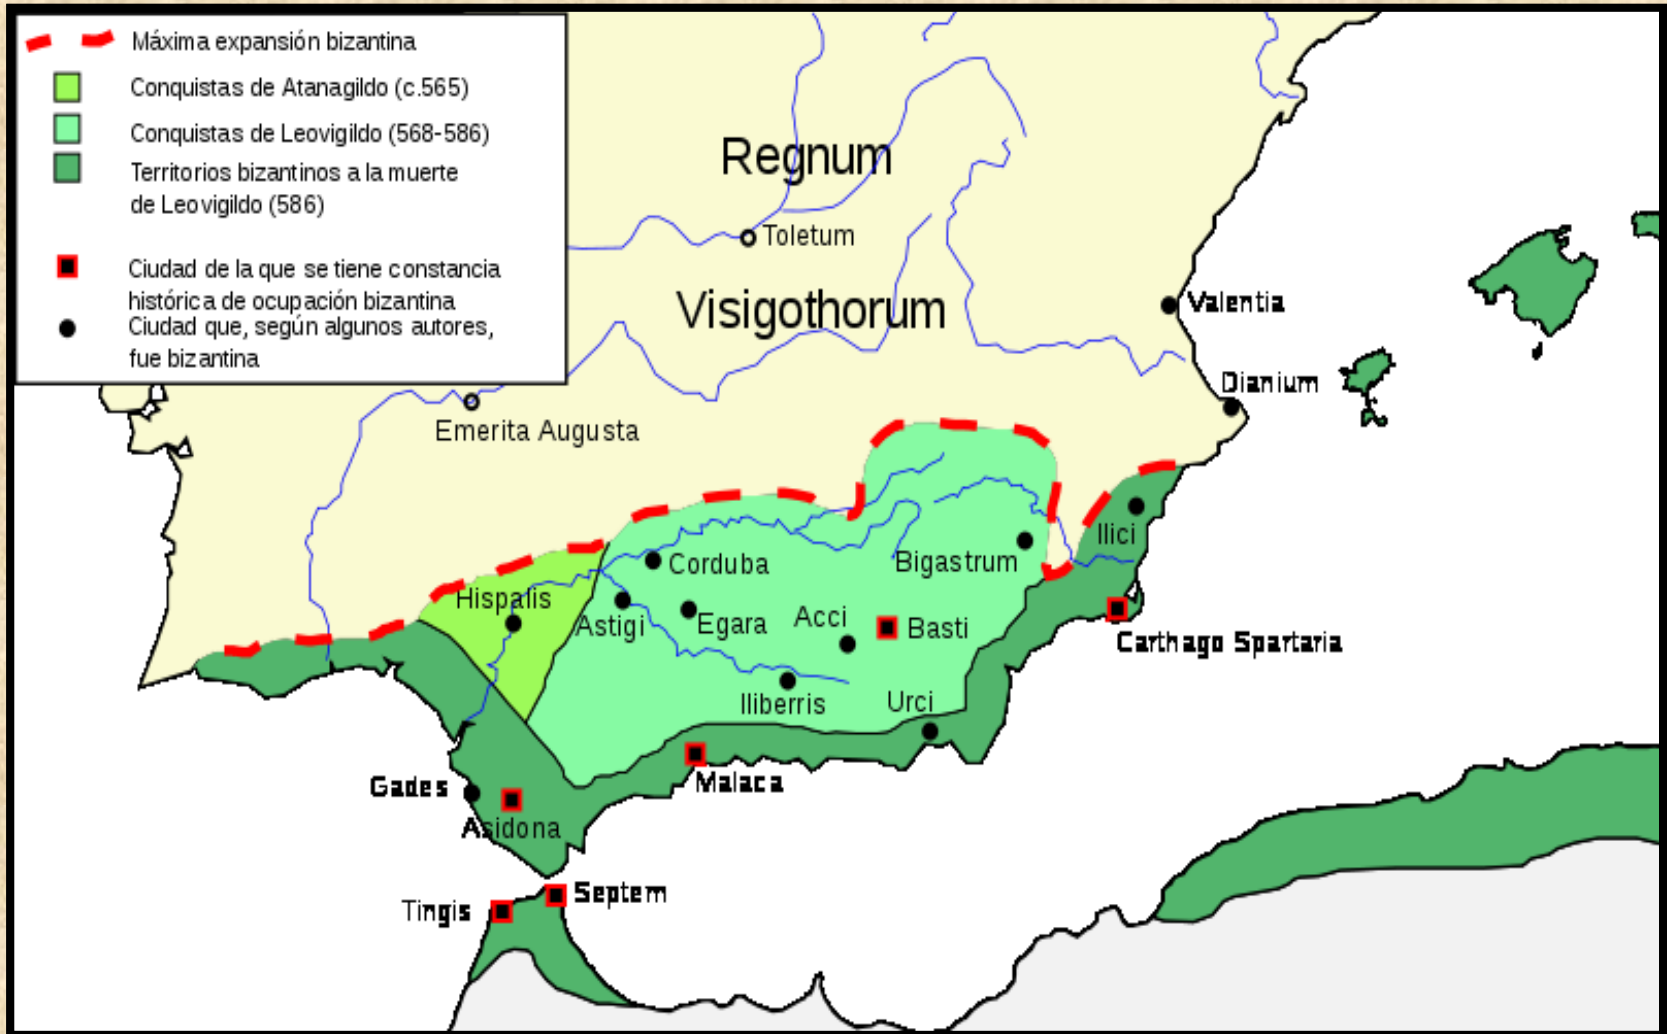 Máxima expansión bizantina
Conquistas de Atanagildo (c.565)
Conquistas de Leovigildo (568-586)
Territorios bizantinos a la muerte
de Leovigildo (586)
Ciudad de la que se tiene constancia
histórica de ocupación bizantina
Ciudad que, según algunos autores,
fue bizantina
Regnum
Toletum
Visigothorum
Valentia
Dianium
Emerita Augusta
Ilici
Corduba
Bigastrum
Hispalis
Astigi
Egara
Acci
Basti
Carthago Spartaria
Iliberris
Urci
Gades
Malaca
Asidona
Tingis
Septem